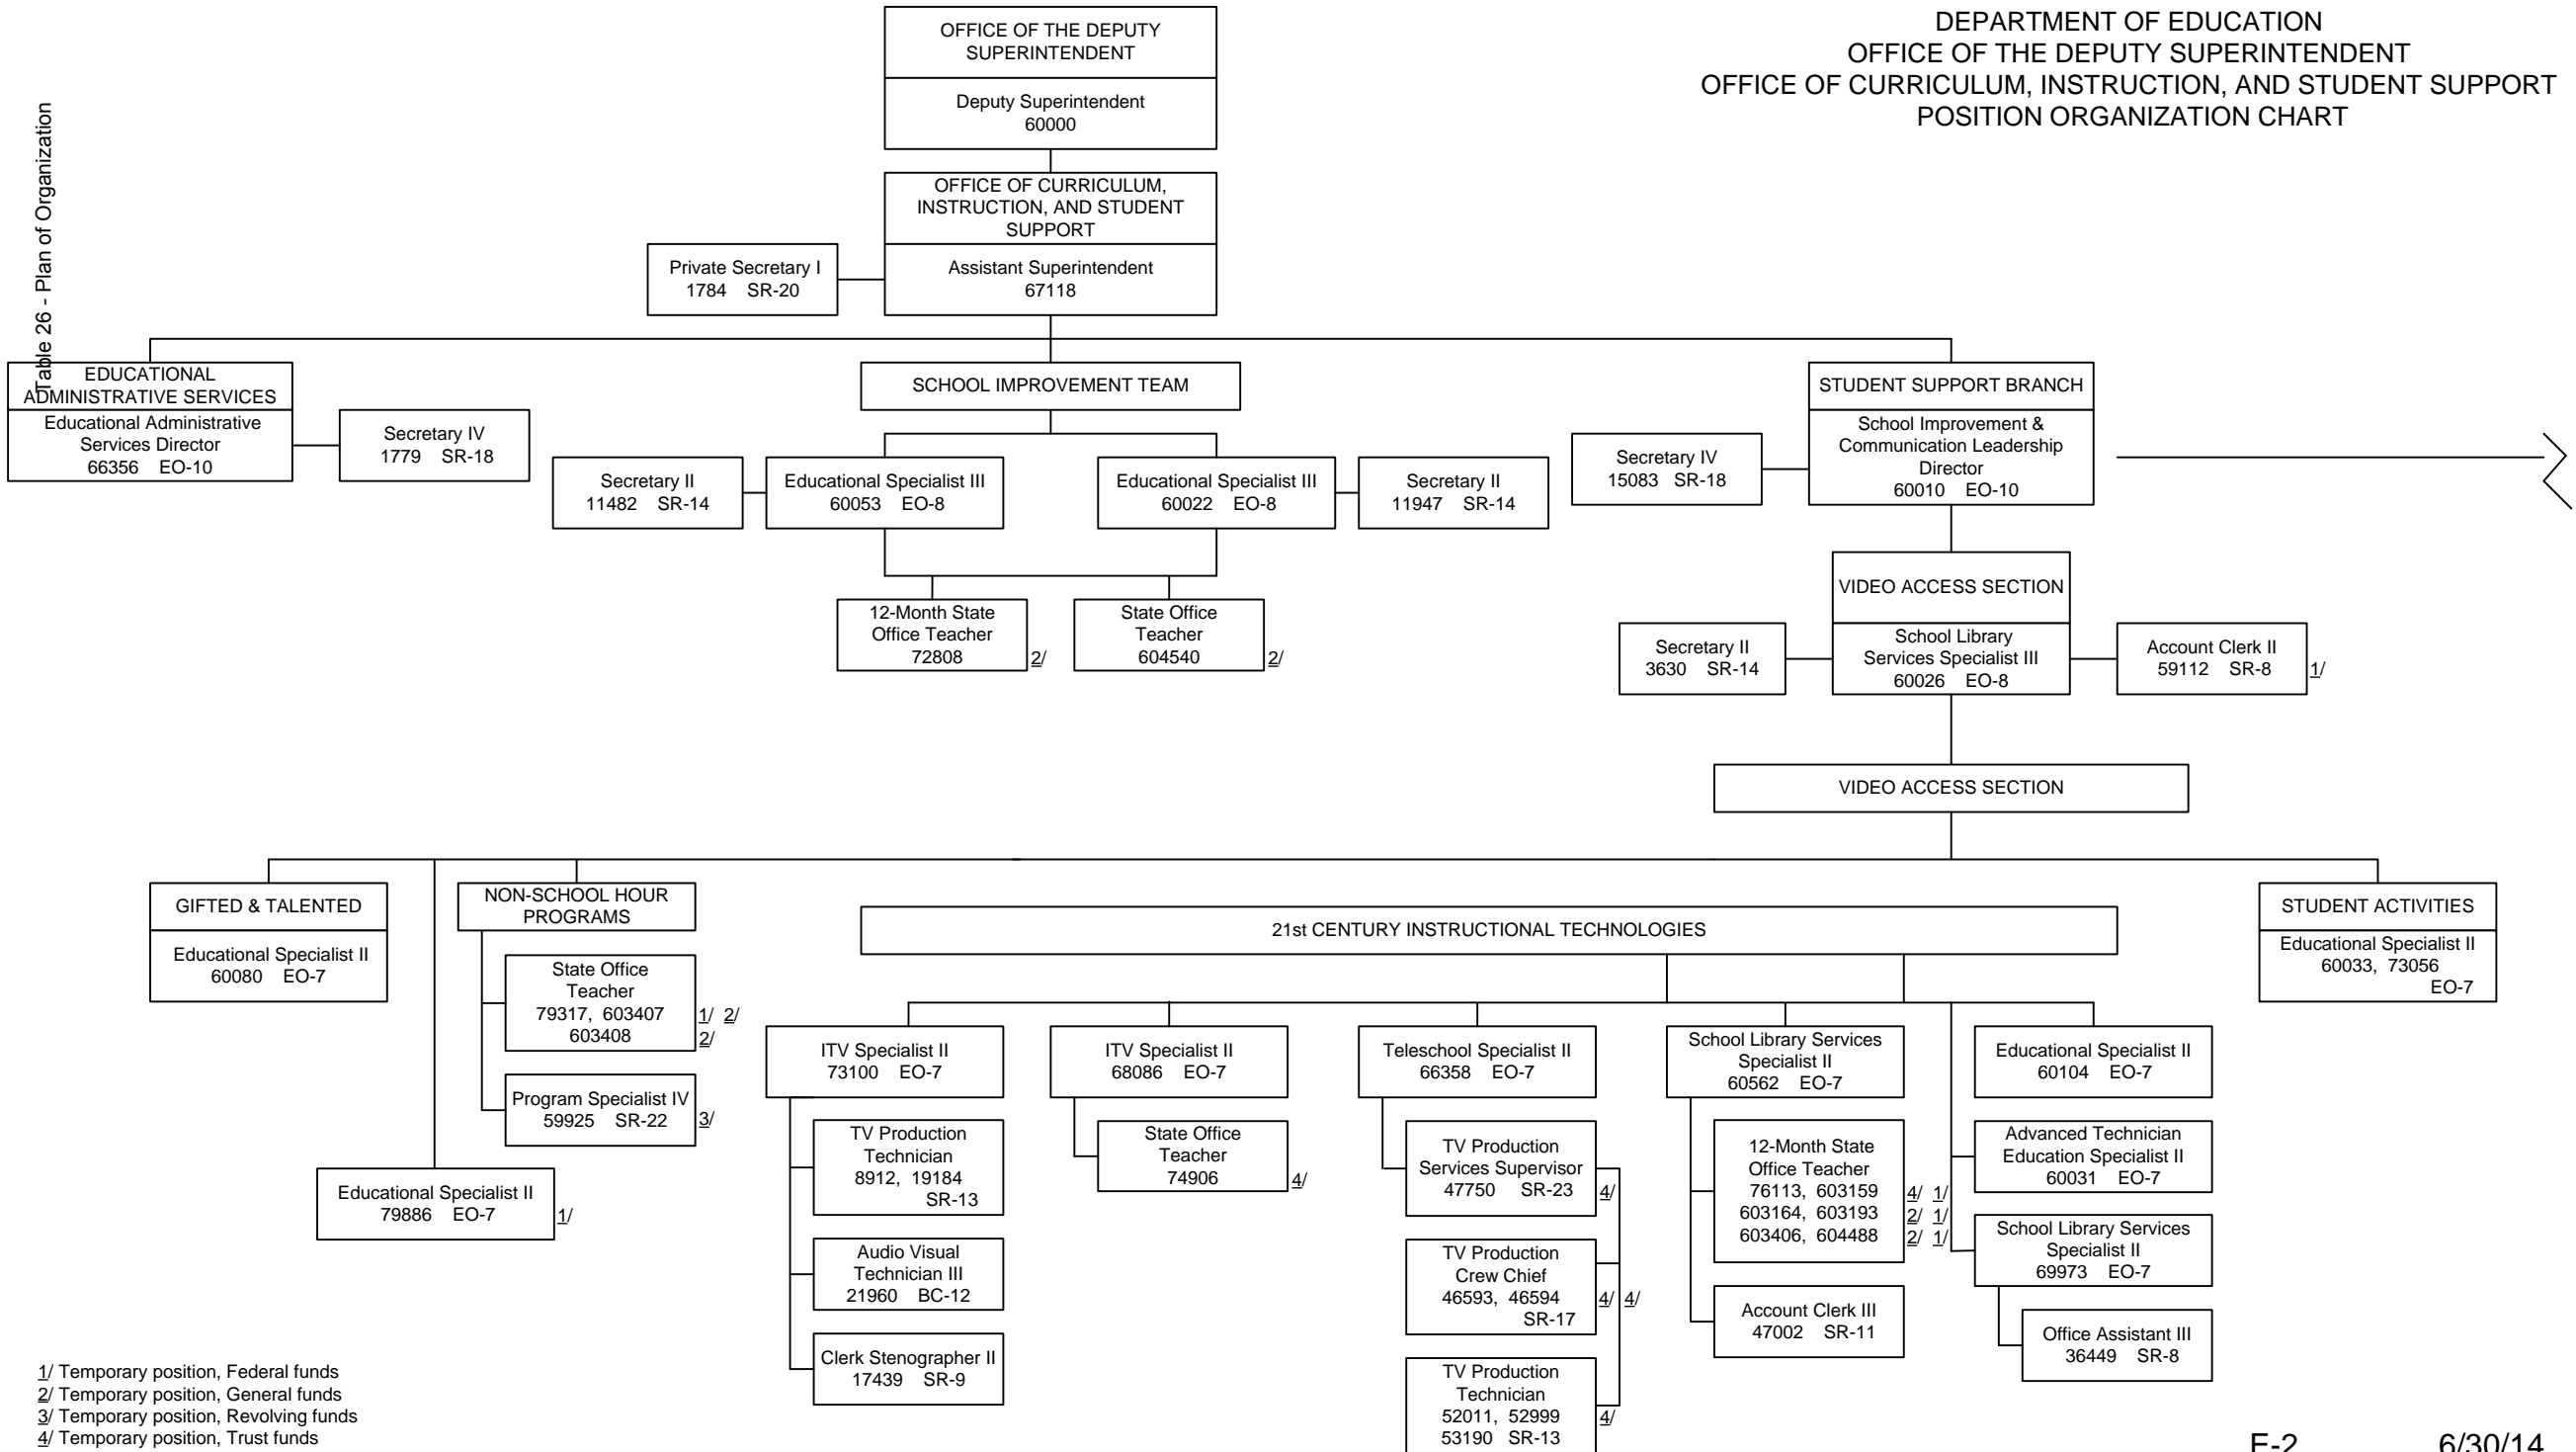 DEPARTMENT OF EDUCATION
OFFICE OF THE DEPUTY SUPERINTENDENT
OFFICE OF CURRICULUM, INSTRUCTION, AND STUDENT SUPPORT
POSITION ORGANIZATION CHART
Table 26 - Plan of Organization
OFFICE OF THE DEPUTY
SUPERINTENDENT
Deputy Superintendent
60000
OFFICE OF CURRICULUM,
INSTRUCTION, AND STUDENT
SUPPORT
Assistant Superintendent
67118
Private Secretary I
1784 SR-20
EDUCATIONAL
ADMINISTRATIVE SERVICES
Educational Administrative
Services Director
66356 EO-10
Secretary IV
1779 SR-18
SCHOOL IMPROVEMENT TEAM
Secretary II
11482 SR-14
Educational Specialist III
60053 EO-8
Educational Specialist III
60022 EO-8
Secretary II
11947 SR-14
12-Month State
Office Teacher
72808
2/
State Office
Teacher
604540
2/
STUDENT SUPPORT BRANCH
School Improvement &
Communication Leadership
Director
60010 EO-10
Secretary IV
15083 SR-18
VIDEO ACCESS SECTION
School Library
Services Specialist III
60026 EO-8
Secretary II
3630 SR-14
Account Clerk II
59112 SR-8
1/
VIDEO ACCESS SECTION
GIFTED & TALENTED
Educational Specialist II
60080 EO-7
NON-SCHOOL HOUR
PROGRAMS
State Office
Teacher
79317, 603407 1/ 2/
603408 2/
Program Specialist IV
59925 SR-22 3/
Educational Specialist II
79886 EO-7 1/
21st CENTURY INSTRUCTIONAL TECHNOLOGIES
ITV Specialist II
73100 EO-7
TV Production
Technician
8912, 19184
SR-13
Audio Visual
Technician III
21960 BC-12
Clerk Stenographer II
17439 SR-9
ITV Specialist II
68086 EO-7
State Office
Teacher
74906 4/
Teleschool Specialist II
66358 EO-7
TV Production
Services Supervisor
47750 SR-23 4/
TV Production
Crew Chief
46593, 46594 4/ 4/
SR-17
TV Production
Technician
52011, 52999 4/
53190 SR-13
School Library Services
Specialist II
60562 EO-7
12-Month State
Office Teacher
76113, 603159 4/ 1/
603164, 603193 2/ 1/
603406, 604488 2/ 1/
Account Clerk III
47002 SR-11
Educational Specialist II
60104 EO-7
Advanced Technician
Education Specialist II
60031 EO-7
School Library Services
Specialist II
69973 EO-7
Office Assistant III
36449 SR-8
STUDENT ACTIVITIES
Educational Specialist II
60033, 73056
EO-7
1/ Temporary position, Federal funds
2/ Temporary position, General funds
3/ Temporary position, Revolving funds
4/ Temporary position, Trust funds
E-2 6/30/14